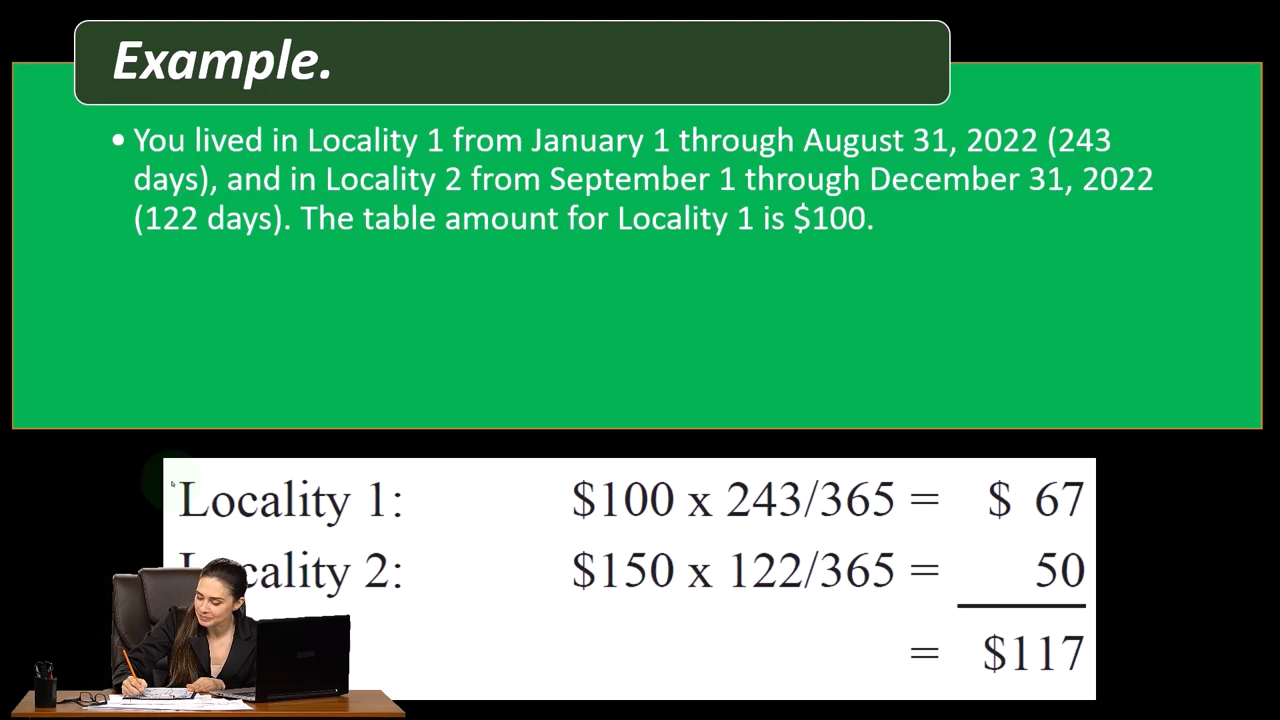 Example.
• You lived in Locality 1 from January 1 through August 31, 2022 (243
days), and in Locality 2 from September 1 through December 31, 2022
(122 days). The table amount for Locality 1 is $100.
Locality 1: $100 x 243/365 = $ 67
Locality 2: $150 x 122/365 = 50
= $117